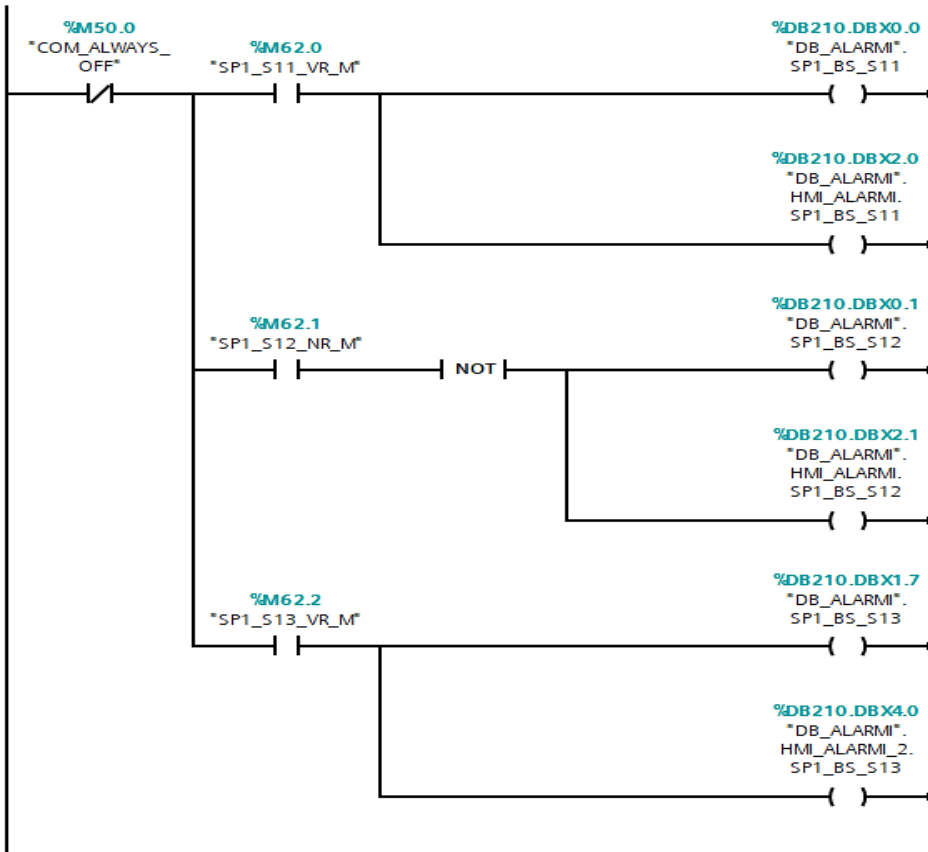 %M50.0
"COM_ALWAYS_
OFF"
%M62.0
"SP1_S11_VR_M"
%DB210.DBX0.0
"DB_ALARMI".
SP1_BS_S11
%DB210.DBX2.0
"DB_ALARMI".
HMI_ALARMI.
SP1_BS_S11
%M62.1
"SP1_S12_NR_M"
NOT
%DB210.DBX0.1
"DB_ALARMI".
SP1_BS_S12
%DB210.DBX2.1
"DB_ALARMI".
HMI_ALARMI.
SP1_BS_S12
%M62.2
"SP1_S13_VR_M"
%DB210.DBX1.7
"DB_ALARMI".
SP1_BS_S13
%DB210.DBX4.0
"DB_ALARMI".
HMI_ALARMI_2.
SP1_BS_S13